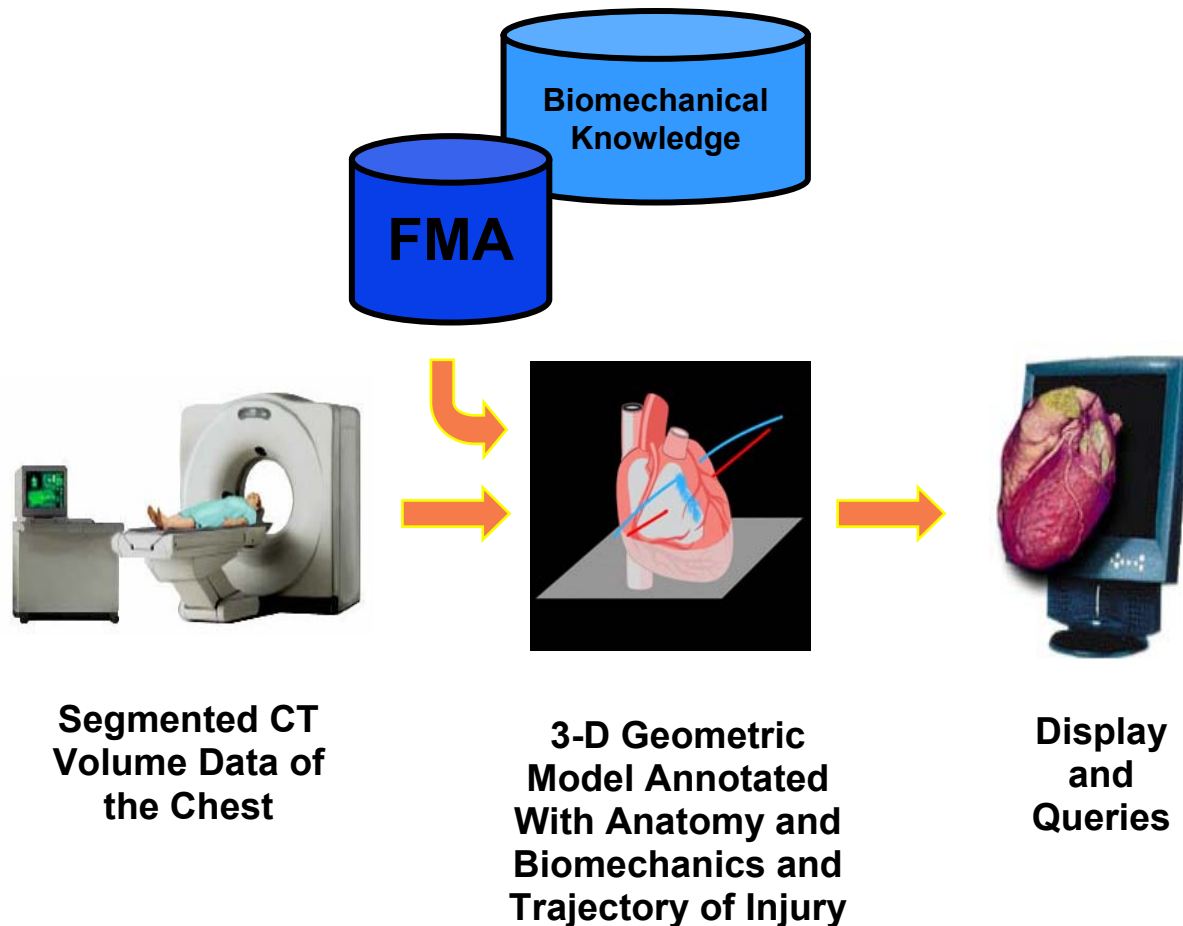 Biomechanical
Knowledge
FMA
Segmented CT
Volume Data of
the Chest
3-D Geometric
Model Annotated
With Anatomy and
Biomechanics and
Trajectory of Injury
Display
and
Queries